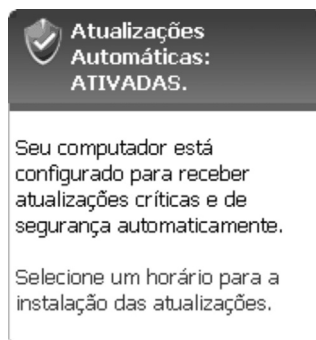 Atualizações
Automáticas:
ATIVADAS.
Seu computador está
configurado para receber
atualizações críticas e de
segurança automaticamente.
Selecione um horário para a
instalação das atualizações.